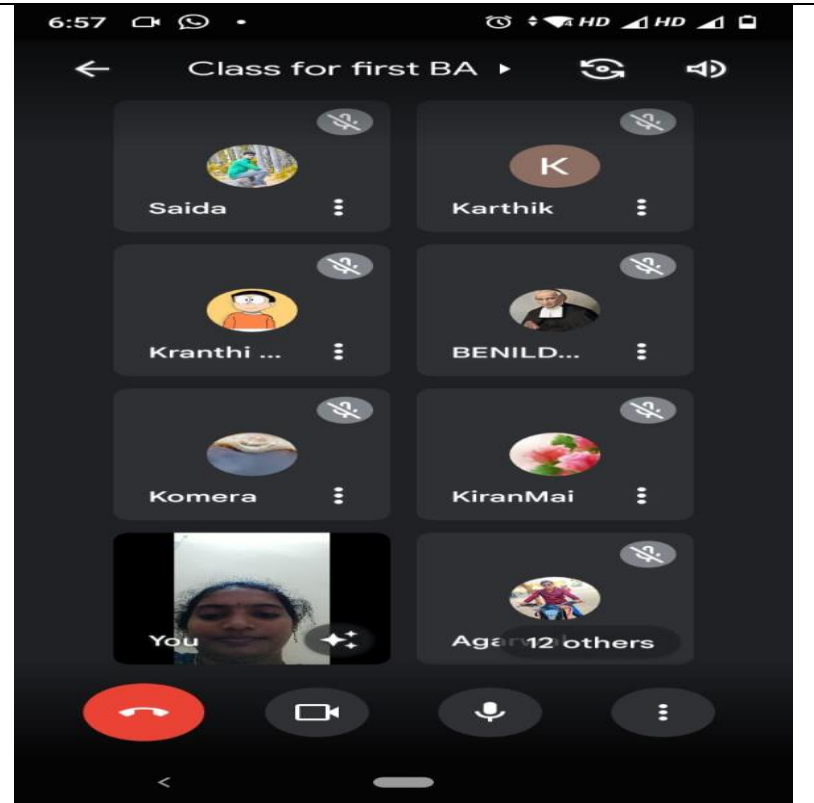 6:57 HD HD
Class for first BA
Saida
K
Karthik
Kranthi ...
BENILD...
Komera
KiranMai
You
12 others